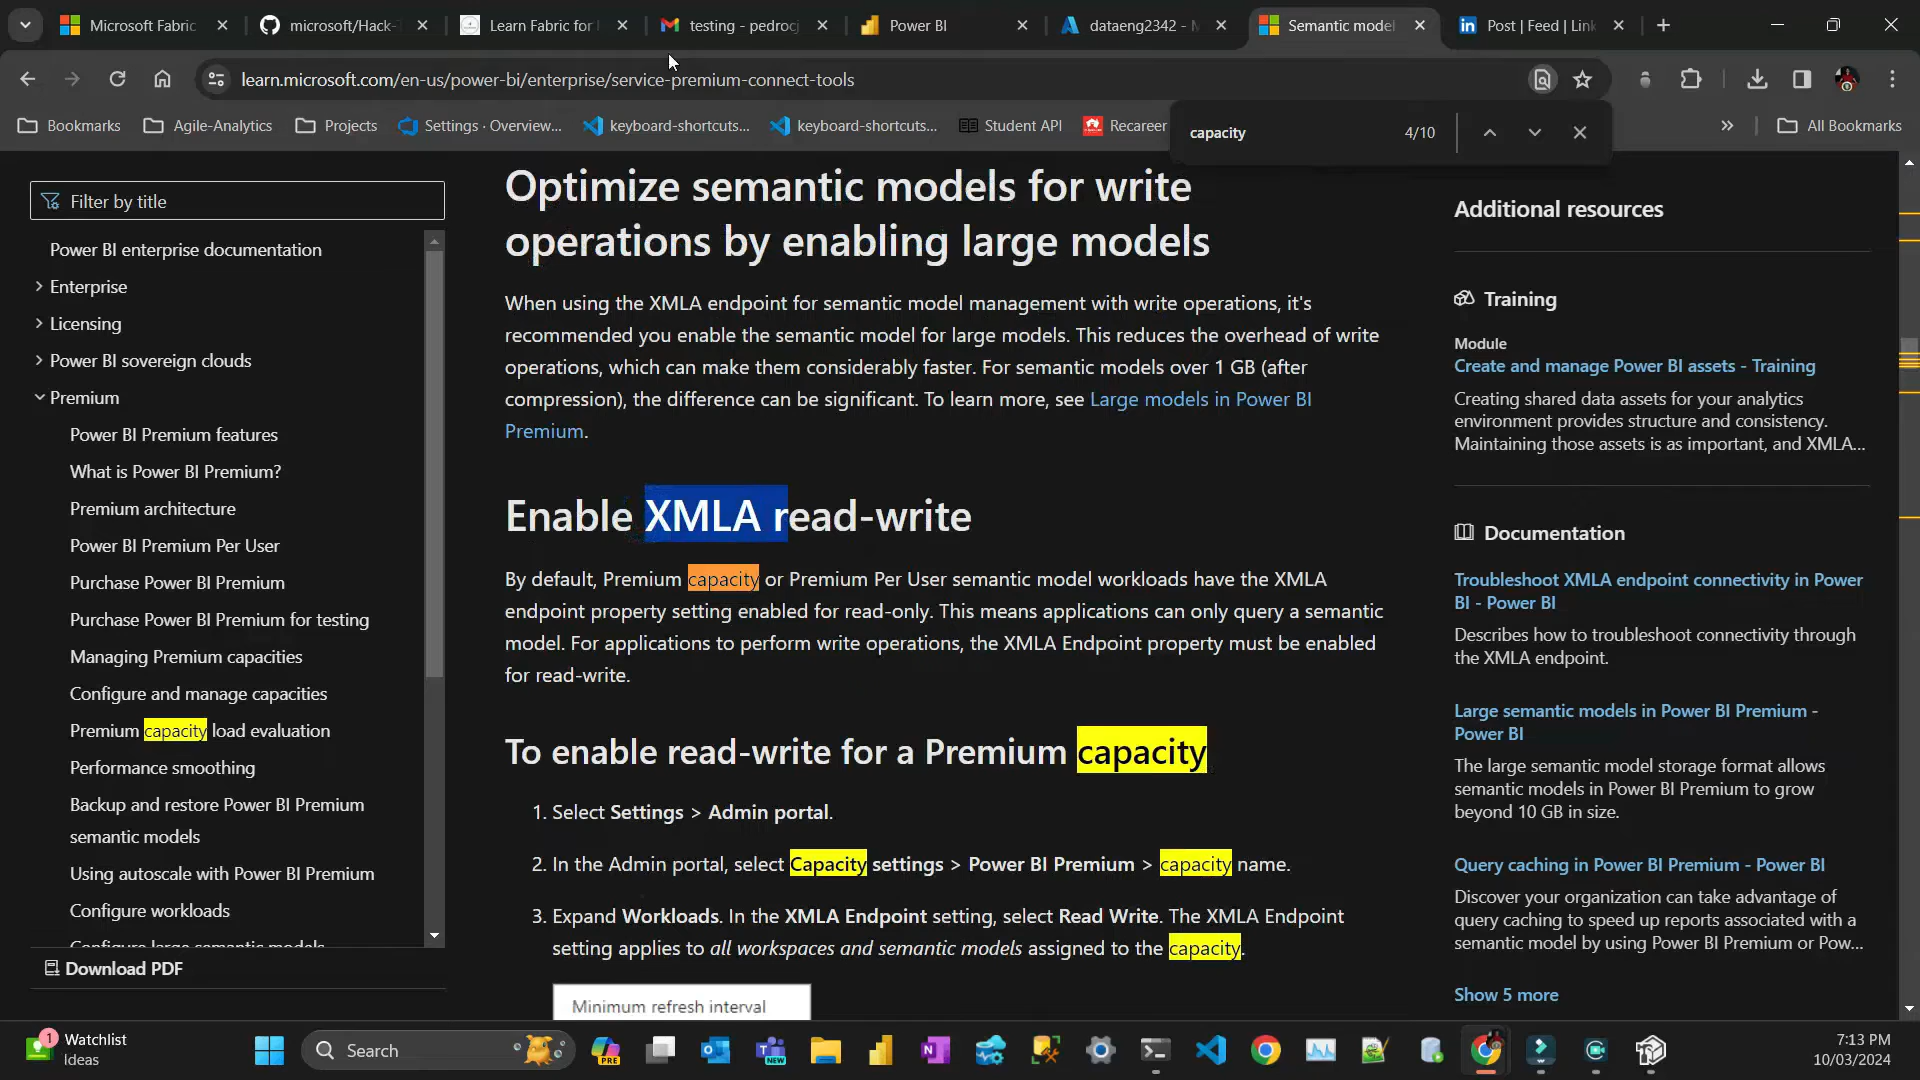 Microsoft Fabric
microsoft/Hack-
Learn Fabric for
testing - pedrocj
Power BI
dataeng2342 - M
Semantic model
Post | Feed | Link
learn.microsoft.com/en-us/power-bi/enterprise/service-premium-connect-tools
Bookmarks
Agile-Analytics
Projects
Settings · Overview...
keyboard-shortcuts...
keyboard-shortcuts...
Student API
Recareer
All Bookmarks
capacity
4/10
Filter by title
Power BI enterprise documentation
Enterprise
Licensing
Power BI sovereign clouds
Premium
Power BI Premium features
What is Power BI Premium?
Premium architecture
Power BI Premium Per User
Purchase Power BI Premium
Purchase Power BI Premium for testing
Managing Premium capacities
Configure and manage capacities
Premium capacity load evaluation
Performance smoothing
Backup and restore Power BI Premium
semantic models
Using autoscale with Power BI Premium
Configure workloads
Configure large semantic models
Download PDF
Optimize semantic models for write
operations by enabling large models
When using the XMLA endpoint for semantic model management with write operations, it's
recommended you enable the semantic model for large models. This reduces the overhead of write
operations, which can make them considerably faster. For semantic models over 1 GB (after
compression), the difference can be significant. To learn more, see Large models in Power BI
Premium.
Enable XMLA read-write
By default, Premium capacity or Premium Per User semantic model workloads have the XMLA
endpoint property setting enabled for read-only. This means applications can only query a semantic
model. For applications to perform write operations, the XMLA Endpoint property must be enabled
for read-write.
To enable read-write for a Premium capacity
1. Select Settings > Admin portal.
2. In the Admin portal, select Capacity settings > Power BI Premium > capacity name.
3. Expand Workloads. In the XMLA Endpoint setting, select Read Write. The XMLA Endpoint
setting applies to all workspaces and semantic models assigned to the capacity.
Minimum refresh interval
Additional resources
Training
Module
Create and manage Power BI assets - Training
Creating shared data assets for your analytics
environment provides structure and consistency.
Maintaining those assets is as important, and XMLA...
Documentation
Troubleshoot XMLA endpoint connectivity in Power
BI - Power BI
Describes how to troubleshoot connectivity through
the XMLA endpoint.
Large semantic models in Power BI Premium -
Power BI
The large semantic model storage format allows
semantic models in Power BI Premium to grow
beyond 10 GB in size.
Query caching in Power BI Premium - Power BI
Discover your organization can take advantage of
query caching to speed up reports associated with a
semantic model by using Power BI Premium or Pow...
Show 5 more
1
Watchlist
Ideas
Search
PRE
NEW
7:13 PM
10/03/2024